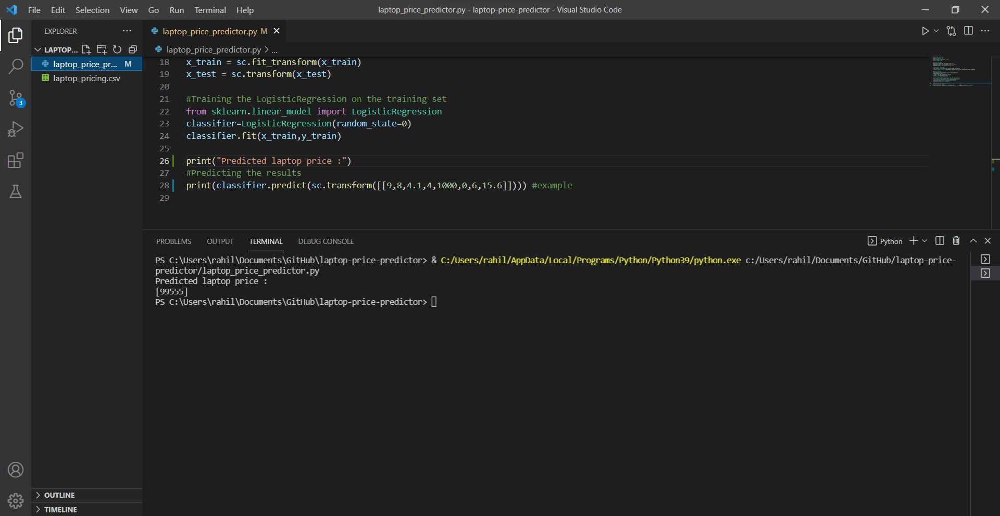 File Edit Selection View Go Run Terminal Help
laptop_price_predictor.py - laptop-price-predictor - Visual Studio Code
EXPLORER
LAPTOP...
laptop_price_pr... M
laptop_pricing.csv
3
OUTLINE
TIMELINE
laptop_price_predictor.py M
laptop_price_predictor.py > ...
18 x_train = sc.fit_transform(x_train)
19 x_test = sc.transform(x_test)
20
21 #Training the LogisticRegression on the training set
22 from sklearn.linear_model import LogisticRegression
23 classifier=LogisticRegression(random_state=0)
24 classifier.fit(x_train,y_train)
25
26 print("Predicted laptop price :")
27 #Predicting the results
28 print(classifier.predict(sc.transform([[9,8,4.1,4,1000,0,6,15.6]]))) #example
29
PROBLEMS OUTPUT TERMINAL DEBUG CONSOLE
Python
PS C:\Users\rahil\Documents\GitHub\laptop-price-predictor> & C:/Users/rahil/AppData/Local/Programs/Python/Python39/python.exe c:/Users/rahil/Documents/GitHub/laptop-price-
predictor/laptop_price_predictor.py
Predicted laptop price :
[99555]
PS C:\Users\rahil\Documents\GitHub\laptop-price-predictor>